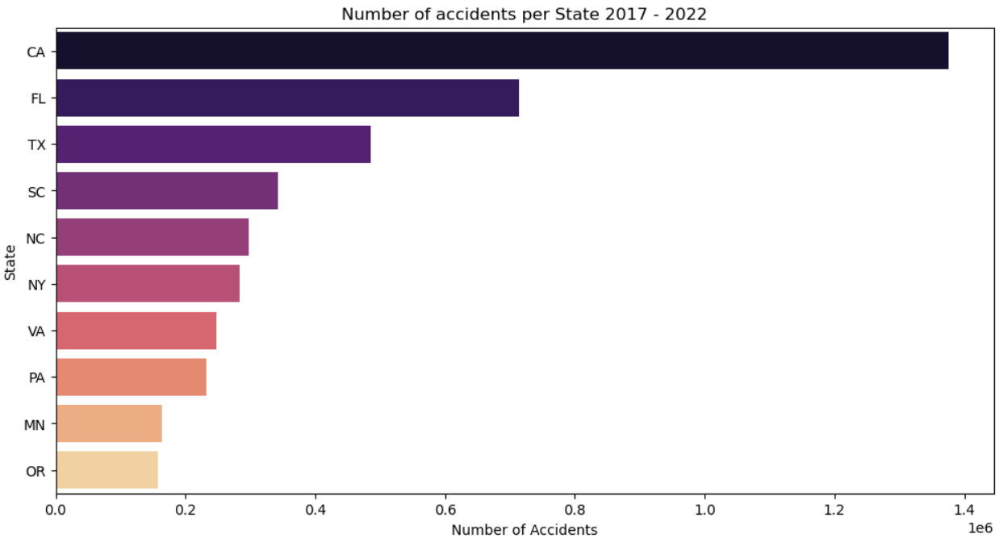 Number of accidents per State 2017 - 2022
CA
FL
TX
SC
NC
NY
VA
PA
MN
OR
State
0.0 0.2 0.4 0.6 0.8 1.0 1.2 1.4
1e6
Number of Accidents